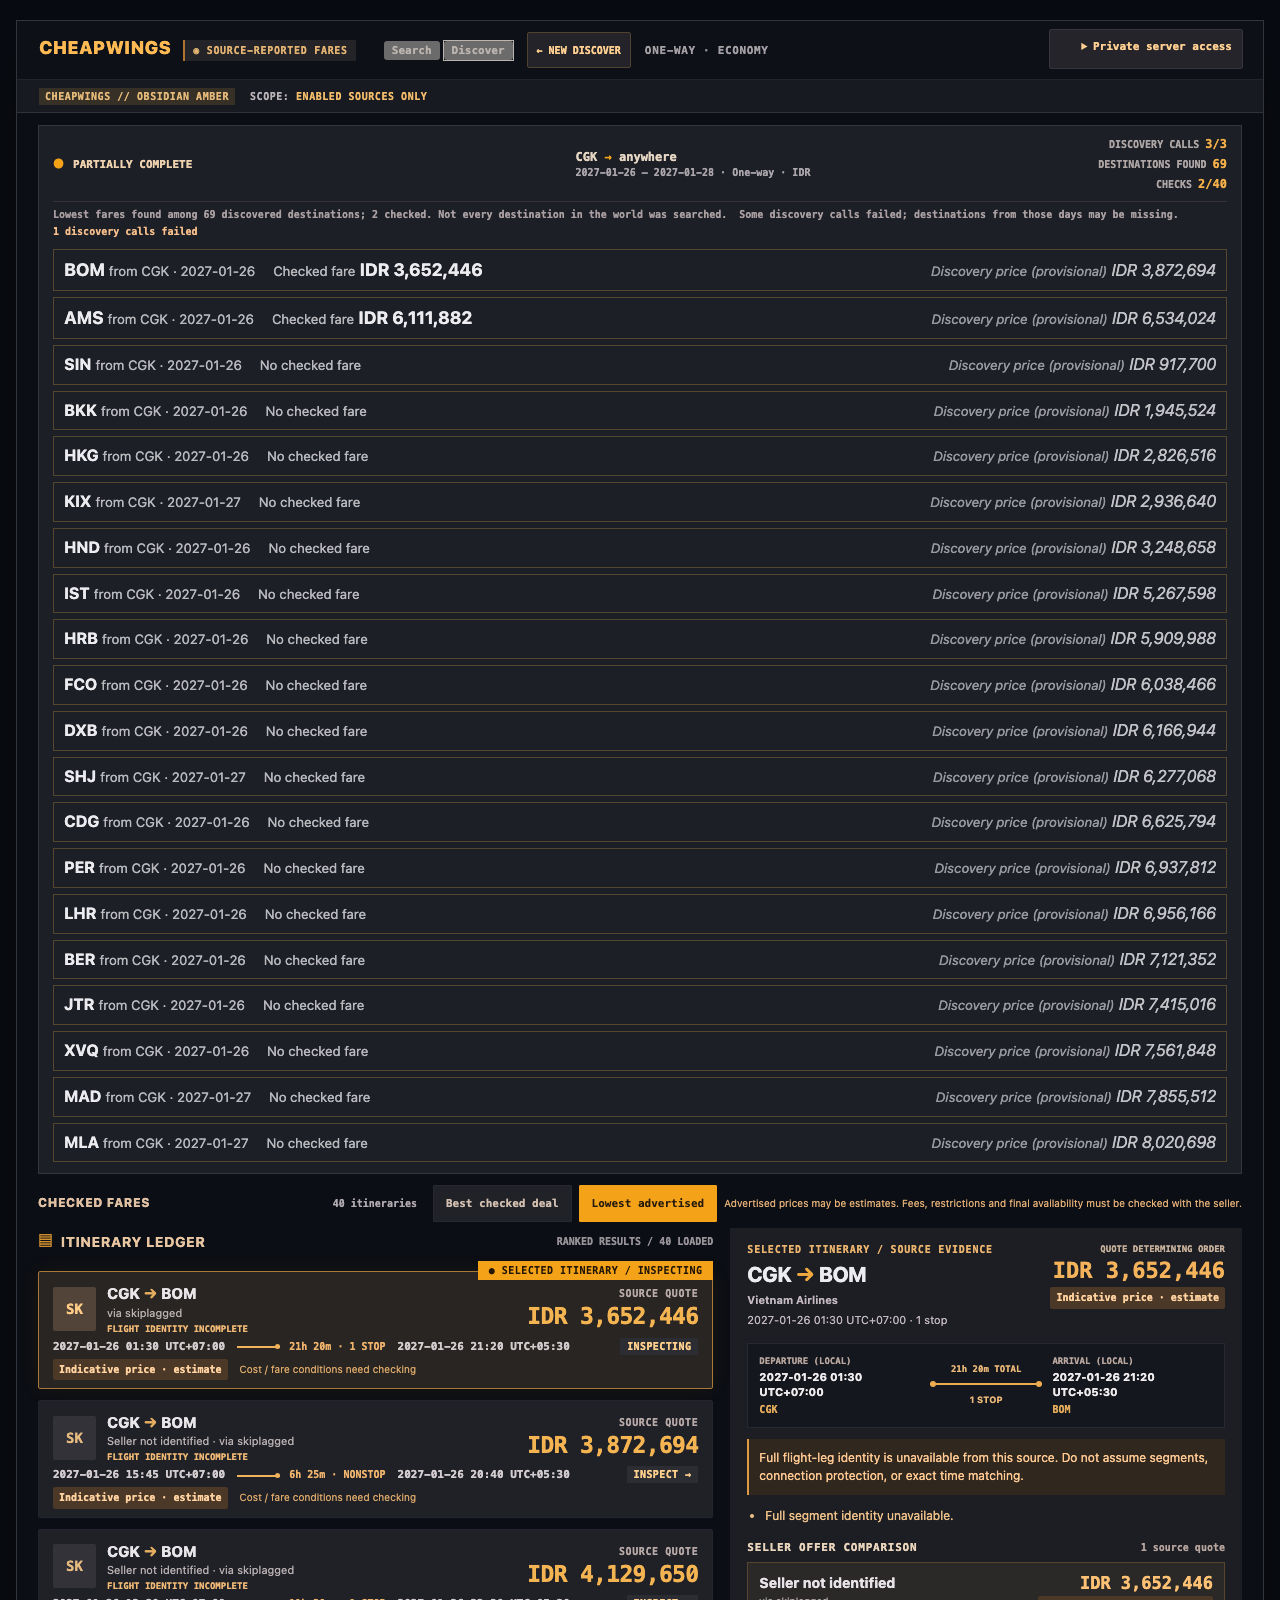 CHEAPWINGS
● SOURCE-REPORTED FARES
Search
Discover
← NEW DISCOVER
ONE-WAY · ECONOMY
▶ Private server access
CHEAPWINGS // OBSIDIAN AMBER
SCOPE: ENABLED SOURCES ONLY
● PARTIALLY COMPLETE
CGK → anywhere
2027-01-26 — 2027-01-28 · One-way · IDR
DISCOVERY CALLS 3/3
DESTINATIONS FOUND 69
CHECKS 2/40
Lowest fares found among 69 discovered destinations; 2 checked. Not every destination in the world was searched. Some discovery calls failed; destinations from those days may be missing.
1 discovery calls failed
BOM from CGK · 2027-01-26 Checked fare IDR 3,652,446 Discovery price (provisional) IDR 3,872,694
AMS from CGK · 2027-01-26 Checked fare IDR 6,111,882 Discovery price (provisional) IDR 6,534,024
SIN from CGK · 2027-01-26 No checked fare Discovery price (provisional) IDR 917,700
BKK from CGK · 2027-01-26 No checked fare Discovery price (provisional) IDR 1,945,524
HKG from CGK · 2027-01-26 No checked fare Discovery price (provisional) IDR 2,826,516
KIX from CGK · 2027-01-27 No checked fare Discovery price (provisional) IDR 2,936,640
HND from CGK · 2027-01-26 No checked fare Discovery price (provisional) IDR 3,248,658
IST from CGK · 2027-01-26 No checked fare Discovery price (provisional) IDR 5,267,598
HRB from CGK · 2027-01-26 No checked fare Discovery price (provisional) IDR 5,909,988
FCO from CGK · 2027-01-26 No checked fare Discovery price (provisional) IDR 6,038,466
DXB from CGK · 2027-01-26 No checked fare Discovery price (provisional) IDR 6,166,944
SHJ from CGK · 2027-01-27 No checked fare Discovery price (provisional) IDR 6,277,068
CDG from CGK · 2027-01-26 No checked fare Discovery price (provisional) IDR 6,625,794
PER from CGK · 2027-01-26 No checked fare Discovery price (provisional) IDR 6,937,812
LHR from CGK · 2027-01-26 No checked fare Discovery price (provisional) IDR 6,956,166
BER from CGK · 2027-01-26 No checked fare Discovery price (provisional) IDR 7,121,352
JTR from CGK · 2027-01-26 No checked fare Discovery price (provisional) IDR 7,415,016
XVQ from CGK · 2027-01-26 No checked fare Discovery price (provisional) IDR 7,561,848
MAD from CGK · 2027-01-27 No checked fare Discovery price (provisional) IDR 7,855,512
MLA from CGK · 2027-01-27 No checked fare Discovery price (provisional) IDR 8,020,698
CHECKED FARES
40 itineraries
Best checked deal
Lowest advertised
Advertised prices may be estimates. Fees, restrictions and final availability must be checked with the seller.
ITINERARY LEDGER
RANKED RESULTS / 40 LOADED
● SELECTED ITINERARY / INSPECTING
SK
CGK → BOM
via skiplagged
FLIGHT IDENTITY INCOMPLETE
SOURCE QUOTE
IDR 3,652,446
2027-01-26 01:30 UTC+07:00 21h 20m · 1 STOP 2027-01-26 21:20 UTC+05:30 INSPECTING
Indicative price · estimate Cost / fare conditions need checking
SK
CGK → BOM
Seller not identified · via skiplagged
FLIGHT IDENTITY INCOMPLETE
SOURCE QUOTE
IDR 3,872,694
2027-01-26 15:45 UTC+07:00 6h 25m · NONSTOP 2027-01-26 20:40 UTC+05:30 INSPECT →
Indicative price · estimate Cost / fare conditions need checking
SK
CGK → BOM
Seller not identified · via skiplagged
FLIGHT IDENTITY INCOMPLETE
SOURCE QUOTE
IDR 4,129,650
SELECTED ITINERARY / SOURCE EVIDENCE
CGK → BOM
Vietnam Airlines
2027-01-26 01:30 UTC+07:00 · 1 stop
QUOTE DETERMINING ORDER
IDR 3,652,446
Indicative price · estimate
DEPARTURE (LOCAL)
2027-01-26 01:30
UTC+07:00
CGK
21h 20m TOTAL
1 STOP
ARRIVAL (LOCAL)
2027-01-26 21:20
UTC+05:30
BOM
Full flight-leg identity is unavailable from this source. Do not assume segments,
connection protection, or exact time matching.
• Full segment identity unavailable.
SELLER OFFER COMPARISON
1 source quote
Seller not identified
IDR 3,652,446